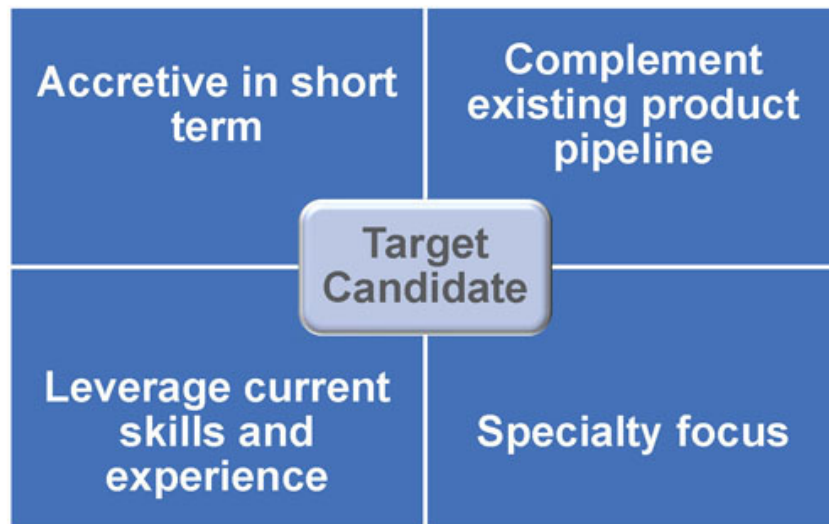 Accretive in short
term
Complement
existing product
pipeline
Target
Candidate
Leverage current
skills and
experience
Specialty focus